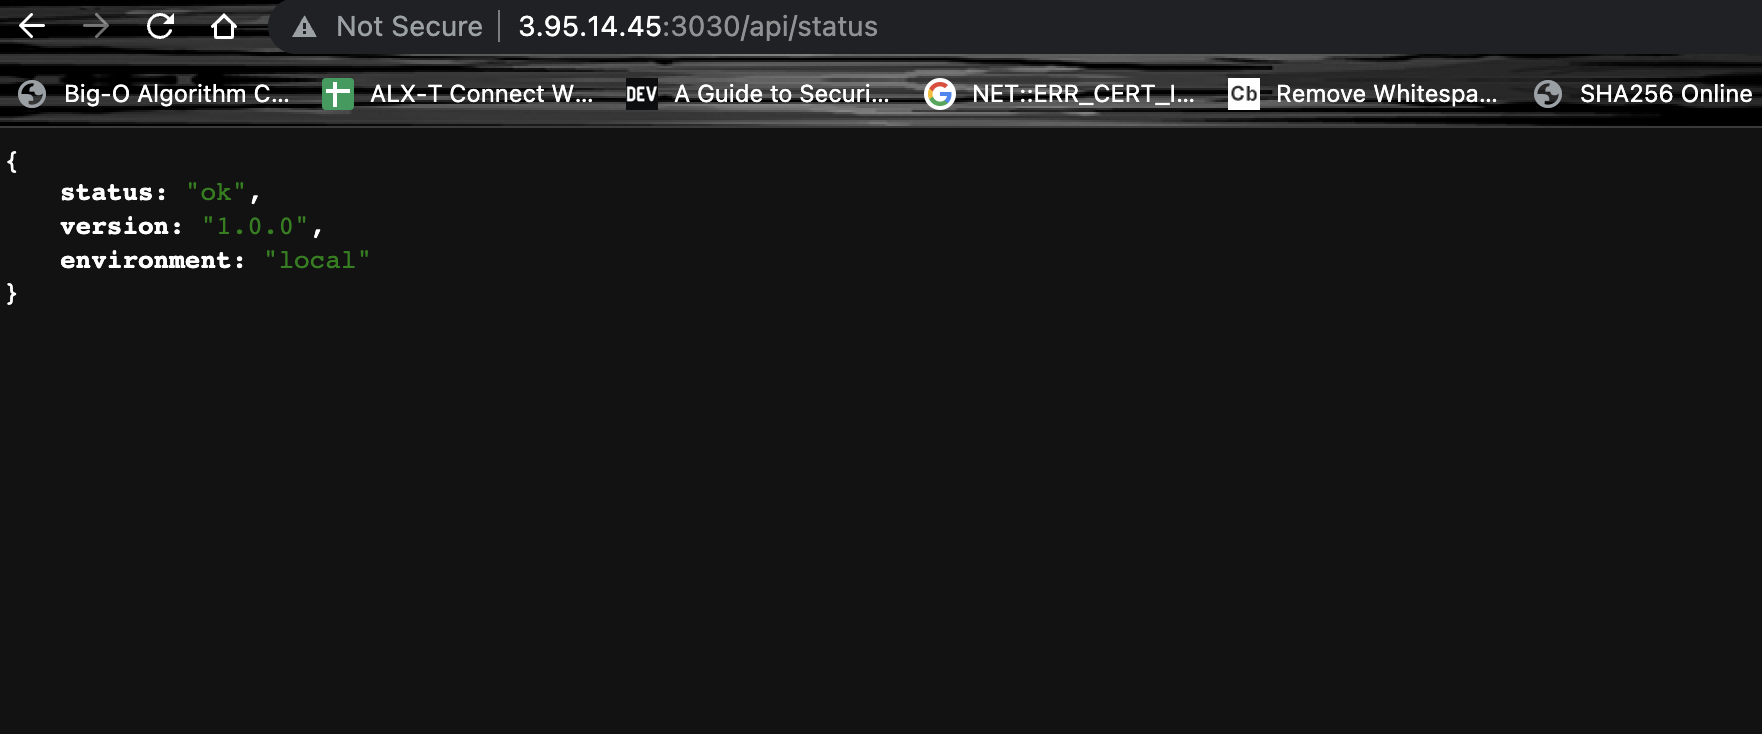 Not Secure 3.95.14.45:3030/api/status
Big-O Algorithm C... ALX-T Connect W... DEV A Guide to Securi... NET::ERR_CERT_I... Cb Remove Whitespa... SHA256 Online
{
status: "ok",
version: "1.0.0",
environment: "local"
}